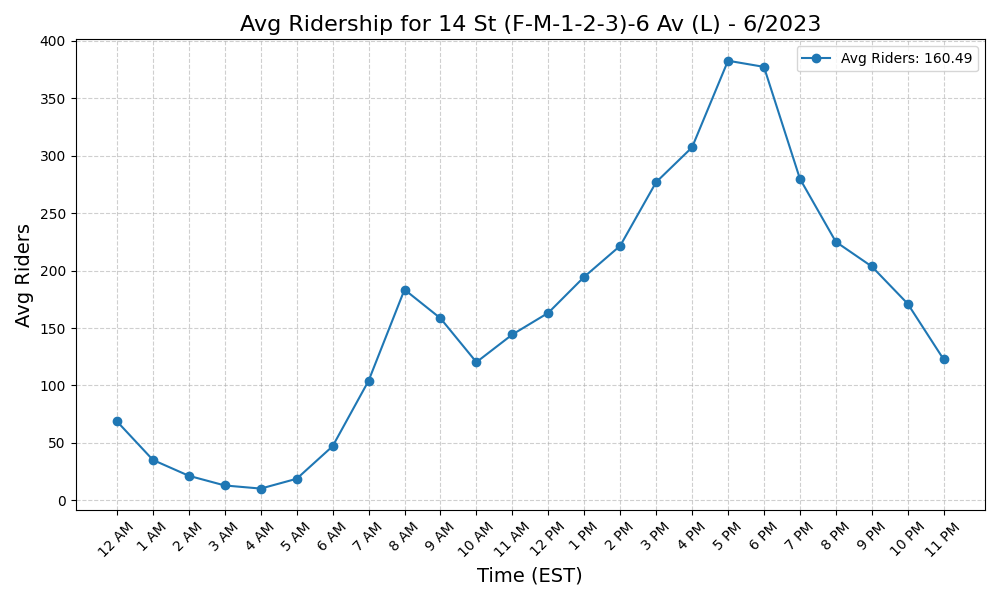 Avg Ridership for 14 St (F-M-1-2-3)-6 Av (L) - 6/2023
Avg Riders: 160.49
Avg Riders
400
350
300
250
200
150
100
50
0
12 AM
1 AM
2 AM
3 AM
4 AM
5 AM
6 AM
7 AM
8 AM
9 AM
10 AM
11 AM
12 PM
1 PM
2 PM
3 PM
4 PM
5 PM
6 PM
7 PM
8 PM
9 PM
10 PM
11 PM
Time (EST)